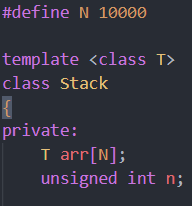 #define N 10000
template <class T>
class Stack
{
private:
T arr[N];
unsigned int n;